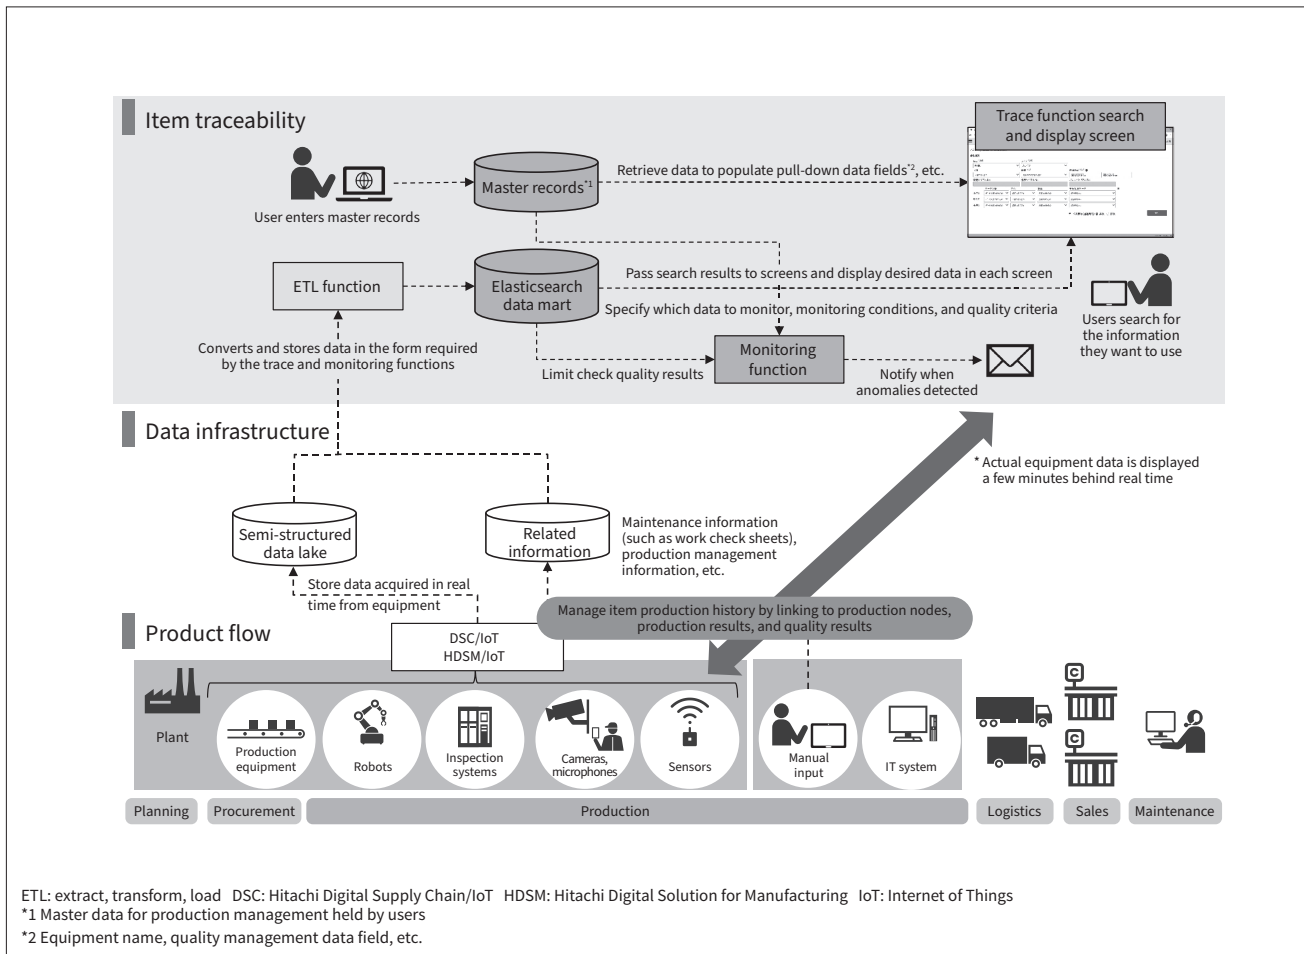 Item traceability
Trace function search
and display screen
Master records*1
Retrieve data to populate pull-down data fields*2, etc.
User enters master records
ETL function
Elasticsearch
data mart
Pass search results to screens and display desired data in each screen
Specify which data to monitor, monitoring conditions, and quality criteria
Users search for
the information
they want to use
Converts and stores data in the form required
by the trace and monitoring functions
Limit check quality results
Monitoring
function
Notify when
anomalies detected
Data infrastructure
* Actual equipment data is displayed
a few minutes behind real time
Semi-structured
data lake
Related
information
Maintenance information
(such as work check sheets),
production management
information, etc.
Store data acquired in real
time from equipment
Manage item production history by linking to production nodes,
production results, and quality results
Product flow
DSC/IoT
HDSM/IoT
Plant
Production
equipment
Robots
Inspection
systems
Cameras,
microphones
Sensors
Manual
input
IT system
C
C
Planning
Procurement
Production
Logistics
Sales
Maintenance
ETL: extract, transform, load DSC: Hitachi Digital Supply Chain/IoT HDSM: Hitachi Digital Solution for Manufacturing IoT: Internet of Things
*1 Master data for production management held by users
*2 Equipment name, quality management data field, etc.